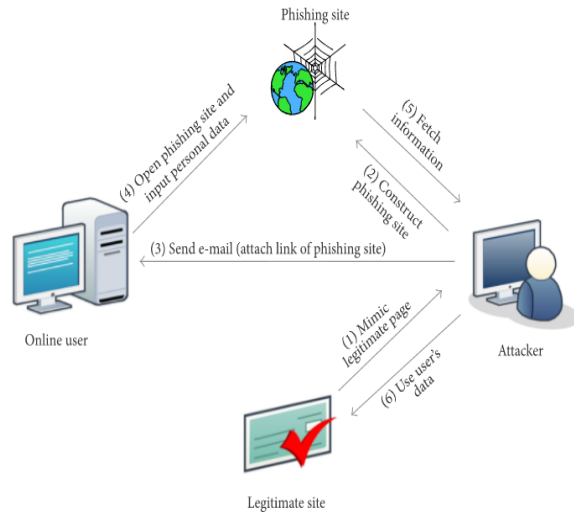 Phishing site
(4) Open phishing site and
input personal data
(5) Fetch
information
(2) Construct
phishing site
(3) Send e-mail (attach link of phishing site)
Online user
(1) Mimic
legitimate page
Attacker
(6) Use user's
data
Legitimate site